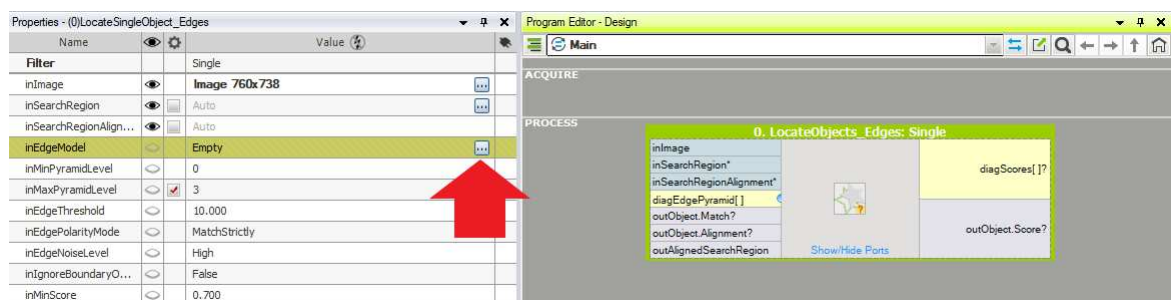 Properties - (0)LocateSingleObject_Edges
Name Value
Filter Single
inImage Image 760x738 ...
inSearchRegion Auto ...
inSearchRegionAlign... Auto
inEdgeModel Empty ...
inMinPyramidLevel 0
inMaxPyramidLevel 3
inEdgeThreshold 10.000
inEdgePolarityMode MatchStrictly
inEdgeNoiseLevel High
inIgnoreBoundaryO... False
inMinScore 0.700
Program Editor - Design
Main
ACQUIRE
PROCESS
0. LocateObjects_Edges: Single
inImage
inSearchRegion*
inSearchRegionAlignment*
diagEdgePyramid[ ]
outObject.Match?
outObject.Alignment?
outAlignedSearchRegion
Show/Hide Ports
diagScores[ ]?
outObject.Score?